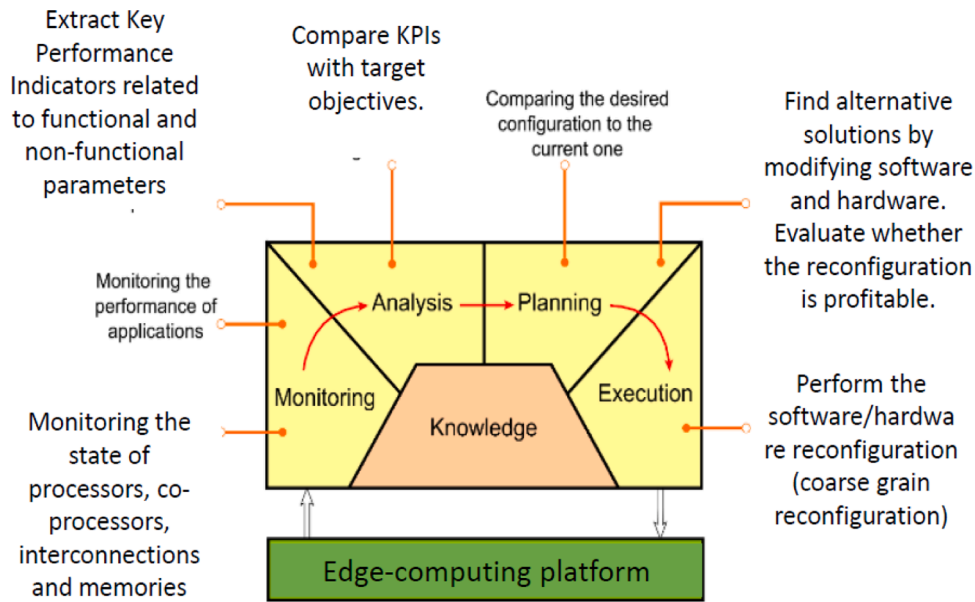 Extract Key
Performance
Indicators related
to functional and
non-functional
parameters
Compare KPIs
with target
objectives.
Comparing the desired
configuration to the
current one
Find alternative
solutions by
modifying software
and hardware.
Evaluate whether
the reconfiguration
is profitable.
Monitoring the
performance of
applications
Analysis
Planning
Monitoring
Execution
Knowledge
Monitoring the
state of
processors, co-
processors,
interconnections
and memories
Perform the
software/hardwa
re reconfiguration
(coarse grain
reconfiguration)
Edge-computing platform